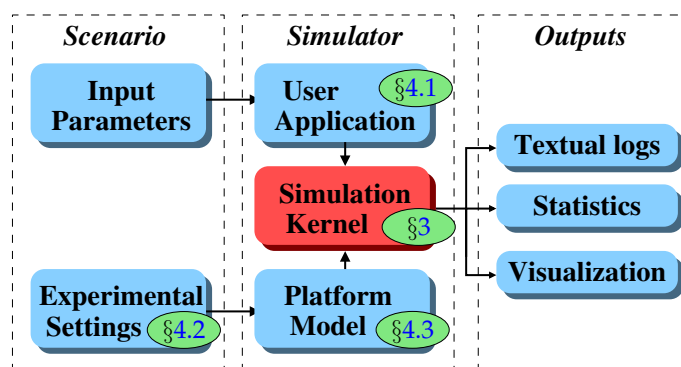 Scenario
Simulator
Outputs
Input
Parameters
User
Application
§4.1
Simulation
Kernel
§3
Experimental
Settings
§4.2
Platform
Model
§4.3
Textual logs
Statistics
Visualization